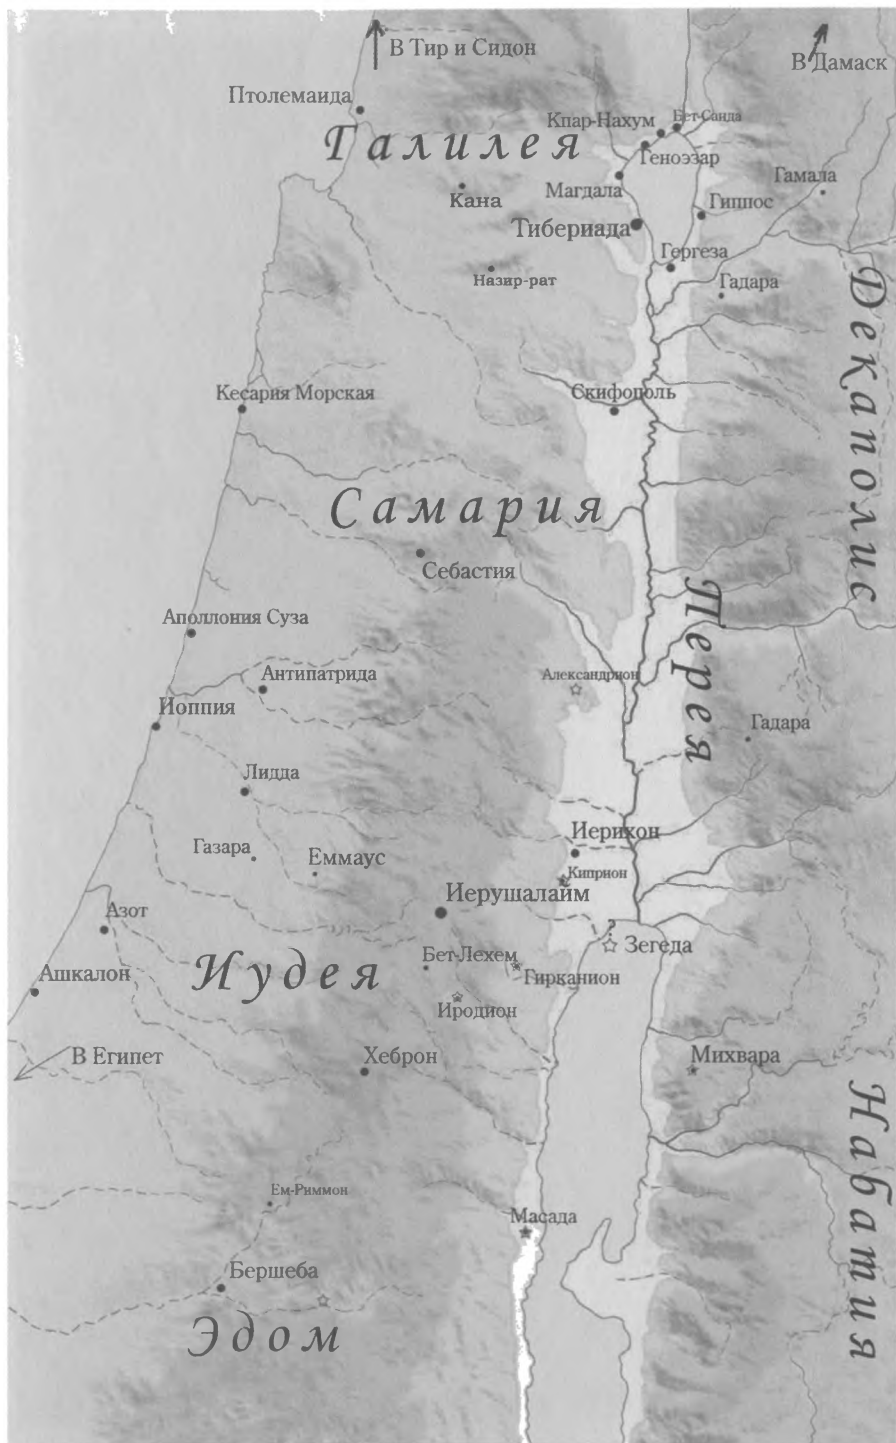 В Тир и Сидон
В Дамаск
Птолемаида
Кпар-Нахум
Бет-Саида
Галилея
Геноэзар
Магдала
Гамала
Кана
Гиппос
Тибериада
Гергеза
Назир-рат
Гадара
Декаполис
Кесария Морская
Скифополь
Самария
Себастия
Аполлония Суза
Перея
Антипатрида
Александрион
Иоппия
Гадара
Лидда
Иерихон
Газара
Еммаус
Киприон
Иерушалайм
Азот
Зегеда
Иудея
Бет-Лехем
Гирканион
Ашкалон
Иродион
В Египет
Хеброн
Михвара
Набатия
Ем-Риммон
Масада
Бершеба
Эдом